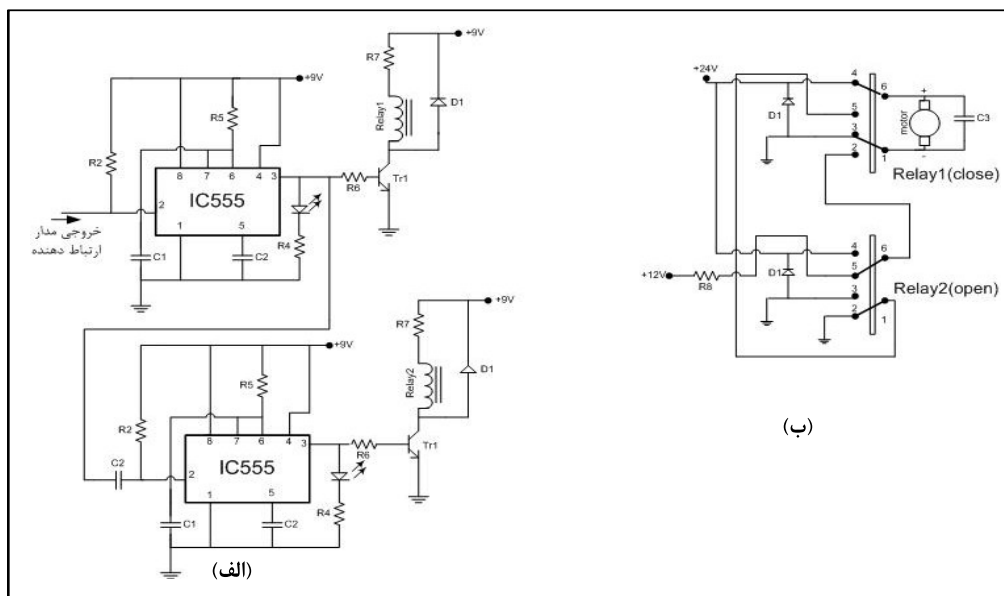 +9V
R7
Relay1
D1
+9V
R5
R2
8
7
6
4
3
IC555
2
1
5
R6
Tr1
خروجی مدار
ارتباط دهنده
C1
C2
R4
+9V
R7
Relay2
D1
+9V
R5
R2
8
7
6
4
3
IC555
C2
2
1
5
R6
Tr1
C1
C2
R4
(الف)
+24V
4
6
+
D1
5
motor
C3
3
2
1
-
Relay1(close)
4
6
+12V
R8
D1
5
3
Relay2(open)
2
1
(ب)